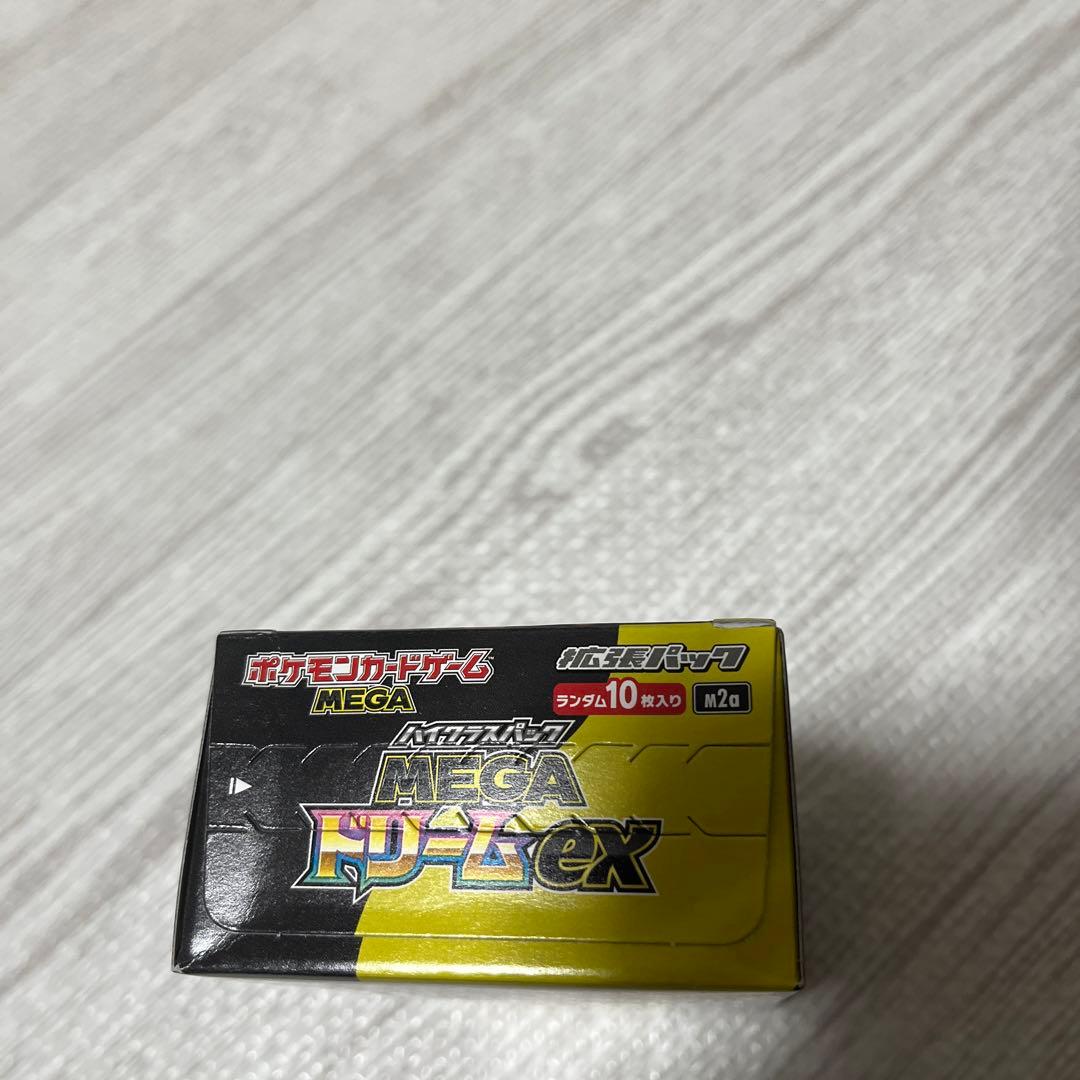 ポケモンカードゲーム™
MEGA
拡張パック
ランダム10枚入り
M2a
ハイクラスパック
MEGA
ドリームex